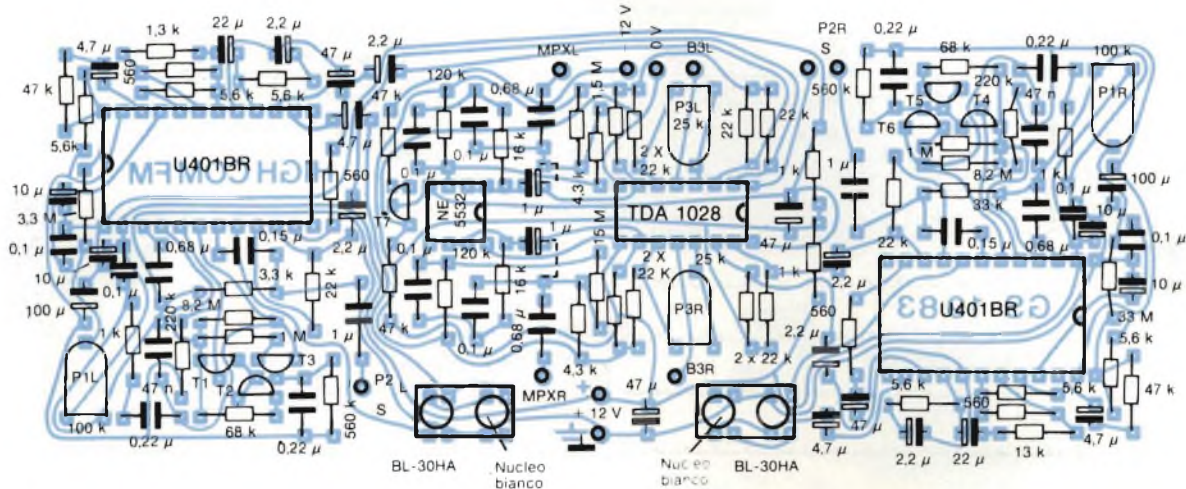 22 µ
2,2 µ
1,3 k
4,7 µ
560
47 k
5,6 k
5,6 k
5,6k
47 µ
2,2 µ
47 k
4,7 µ
MPXL
- 12 V
0 V
B3L
P2R
S
0,22 µ
68 k
0,22 µ
100 k
P1R
120 k
0,68 µ
P3L
25 k
22 k
22 k
560 k
T5
T4
T6
220 k
47 n
U401BR
HIGH COM FM
0,1 µ
0,1 µ
16 k
2 X
22 k
4,3 k
1 k
1 µ
1 M
8,2 M
33 k
1 k
0,1 µ
100 µ
10 µ
10 µ
3,3 M
0,1 µ
560
T7
NE
5532
1 µ
1 µ
TDA 1028
15 M
47 µ
22 k
0,15 µ
0,68 µ
0,1 µ
10 µ
0,68 µ
0,15 µ
2,2 µ
0,1 µ
120 k
16 k
2 X
22 K
25 k
1 k
2,2 µ
10 µ
0,1 µ
100 µ
3,3 k
22 k
8,2 M
220 k
1 M
1 k
1 µ
47 k
0,1 µ
0,68 µ
P3R
2 x 22 k
2,2 µ
560
U401BR
33 M
5,6 k
P1L
47 n
T1
T2
T3
P2
L
S
4,3 k
MPXR
B3R
+
+ 12 V
47 µ
5,6 k
560
5,6 k
47 k
100 k
0,22 µ
68 k
0,22 µ
560 k
BL-30HA
Nucleo
bianco
Nucleo
bianco
BL-30HA
4,7 µ
47 µ
2,2 µ
22 µ
13 k
4,7 µ